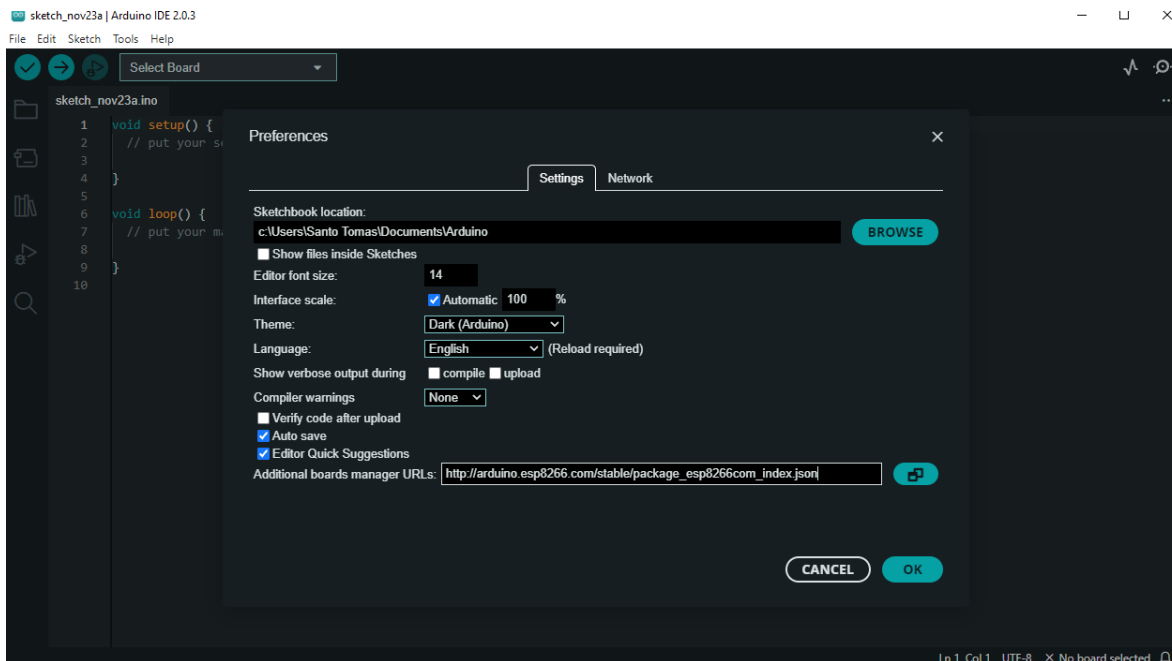 sketch_nov23a | Arduino IDE 2.0.3
File Edit Sketch Tools Help
Select Board
sketch_nov23a.ino
1 void setup() {
2 // put your s
3
4 }
5
6 void loop() {
7 // put your m
8
9 }
10
Preferences
Settings Network
Sketchbook location:
c:\Users\Santo Tomas\Documents\Arduino BROWSE
Show files inside Sketches
Editor font size: 14
Interface scale: Automatic 100 %
Theme: Dark (Arduino)
Language: English (Reload required)
Show verbose output during compile upload
Compiler warnings None
Verify code after upload
Auto save
Editor Quick Suggestions
Additional boards manager URLs: http://arduino.esp8266.com/stable/package_esp8266com_index.json
CANCEL OK
Ln 1, Col 1 UTF-8 No board selected